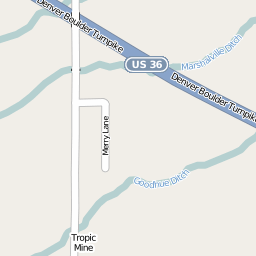 Denver Boulder Turnpike
Marshallville Ditch
US 36
Denver Boulder Turnpike
Merry Lane
Goodhue Ditch
Tropic
Mine